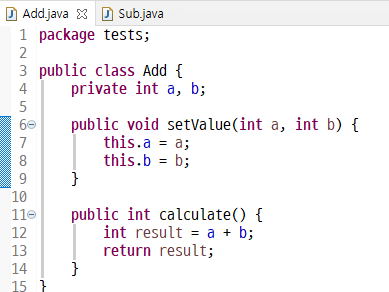 Add.java Sub.java
1 package tests;
2
3 public class Add {
4     private int a, b;
5
6     public void setValue(int a, int b) {
7         this.a = a;
8         this.b = b;
9     }
10
11     public int calculate() {
12         int result = a + b;
13         return result;
14     }
15 }